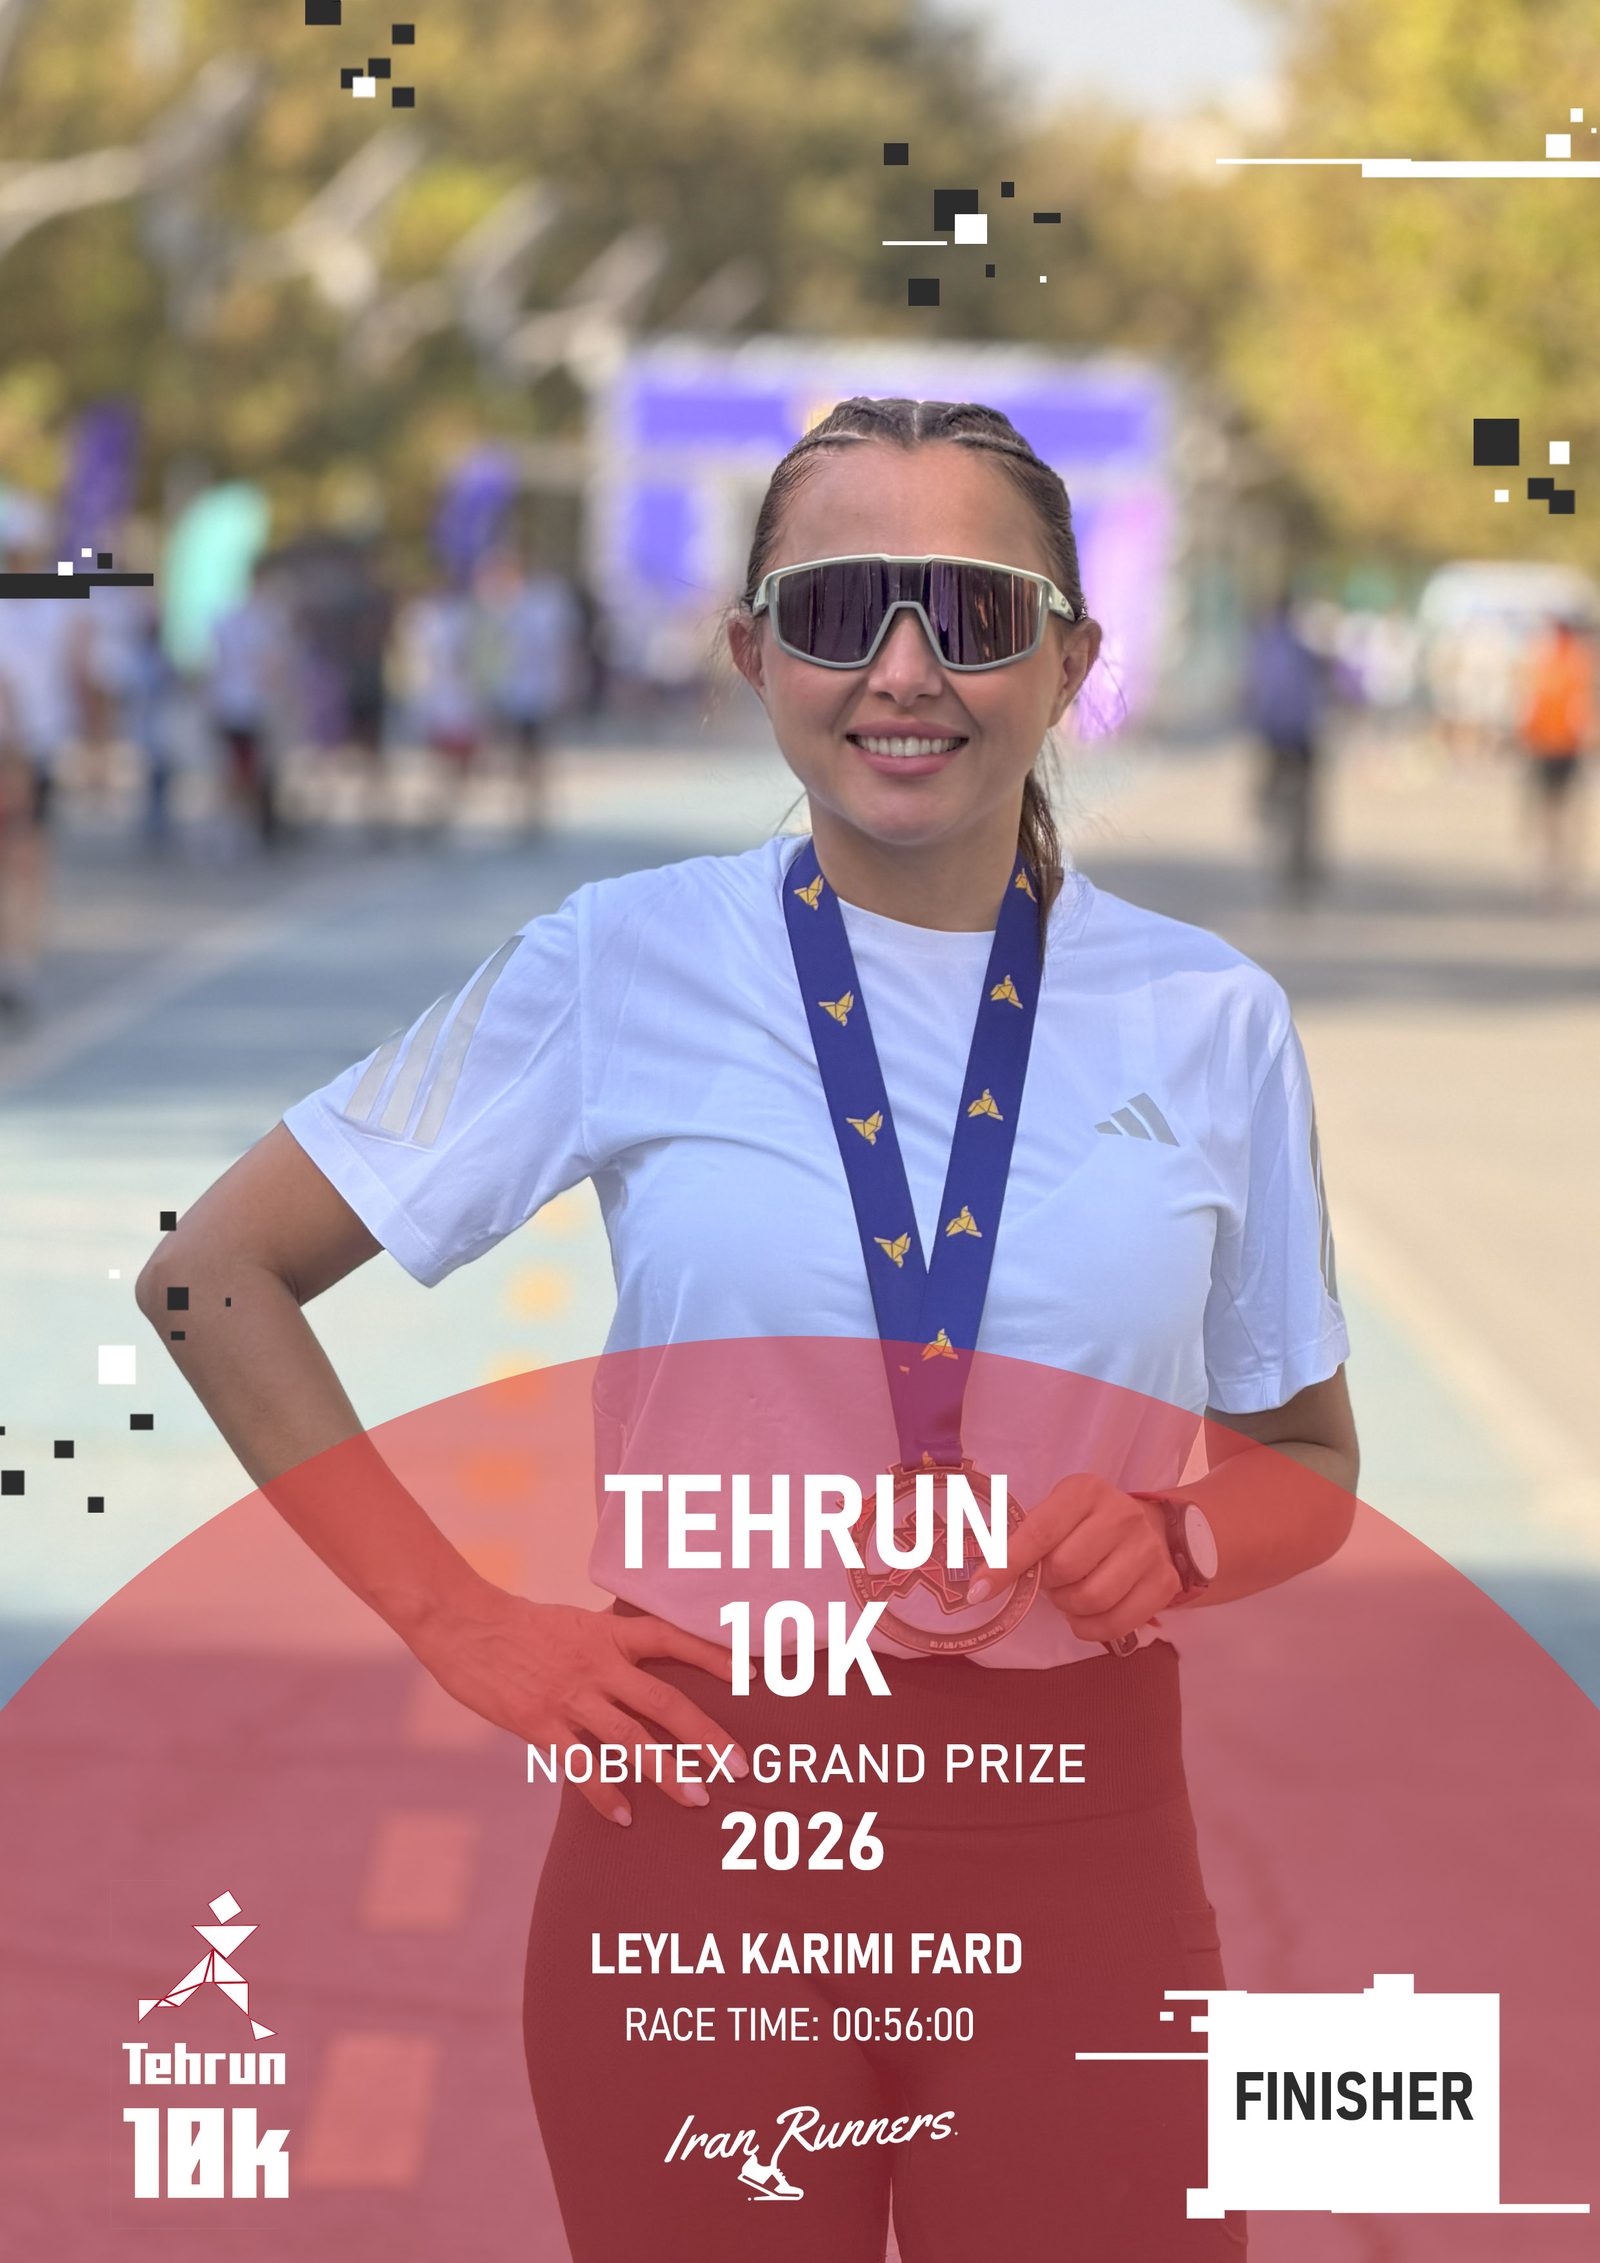 TEHRUN
10K
NOBITEX GRAND PRIZE
2026
LEYLA KARIMI FARD
RACE TIME: 00:56:00
Tehrun
10k
Iran Runners.
FINISHER